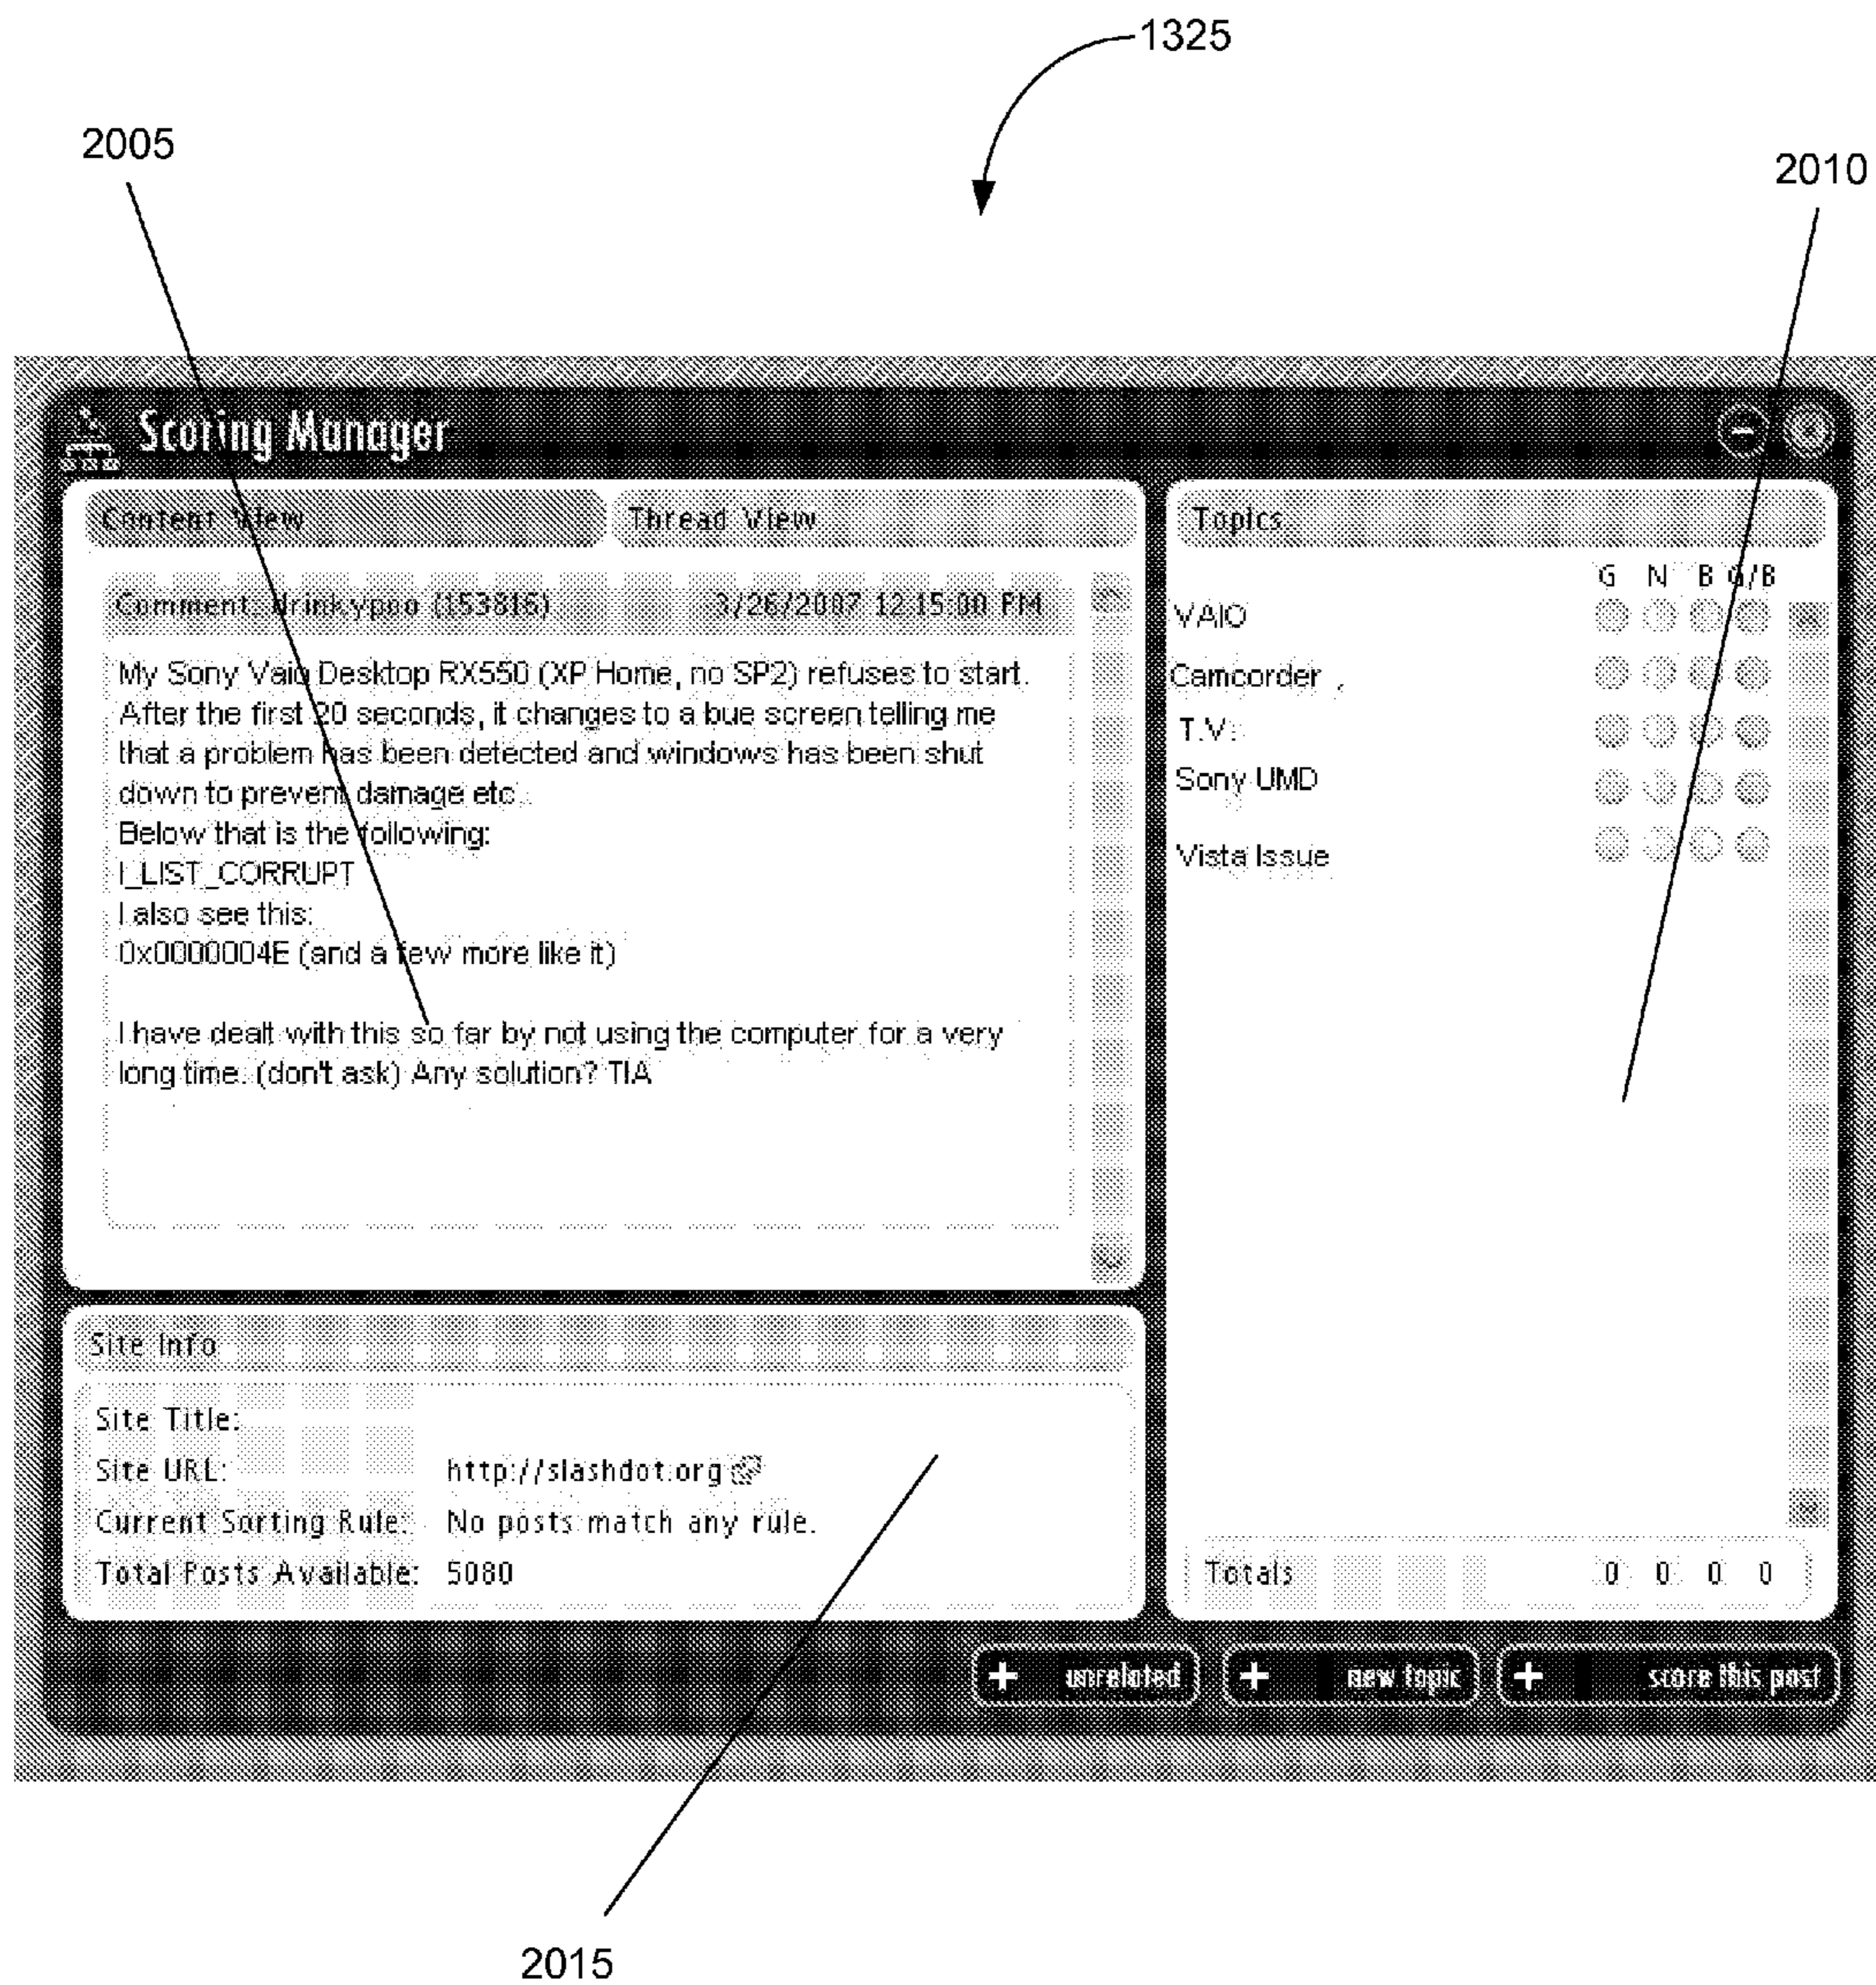 1325
2005
2010
Scoring Manager
Content View
Thread View
Topics
G N B G/B
Comment: drinkypoo (153816) 3/26/2007 12:15:00 PM
My Sony Vaio Desktop RX550 (XP Home, no SP2) refuses to start.
After the first 20 seconds, it changes to a bue screen telling me
that a problem has been detected and windows has been shut
down to prevent damage etc..
Below that is the following:
I_LIST_CORRUPT
I also see this:
0x0000004E (and a few more like it)
I have dealt with this so far by not using the computer for a very
long time. (don't ask) Any solution? TIA
VAIO
Camcorder
T.V.
Sony UMD
Vista Issue
Site Info
Site Title:
Site URL: http://slashdot.org
Current Sorting Rule: No posts match any rule.
Total Posts Available: 5080
Totals 0 0 0 0
+ unrelated
+ new topic
+ score this post
2015